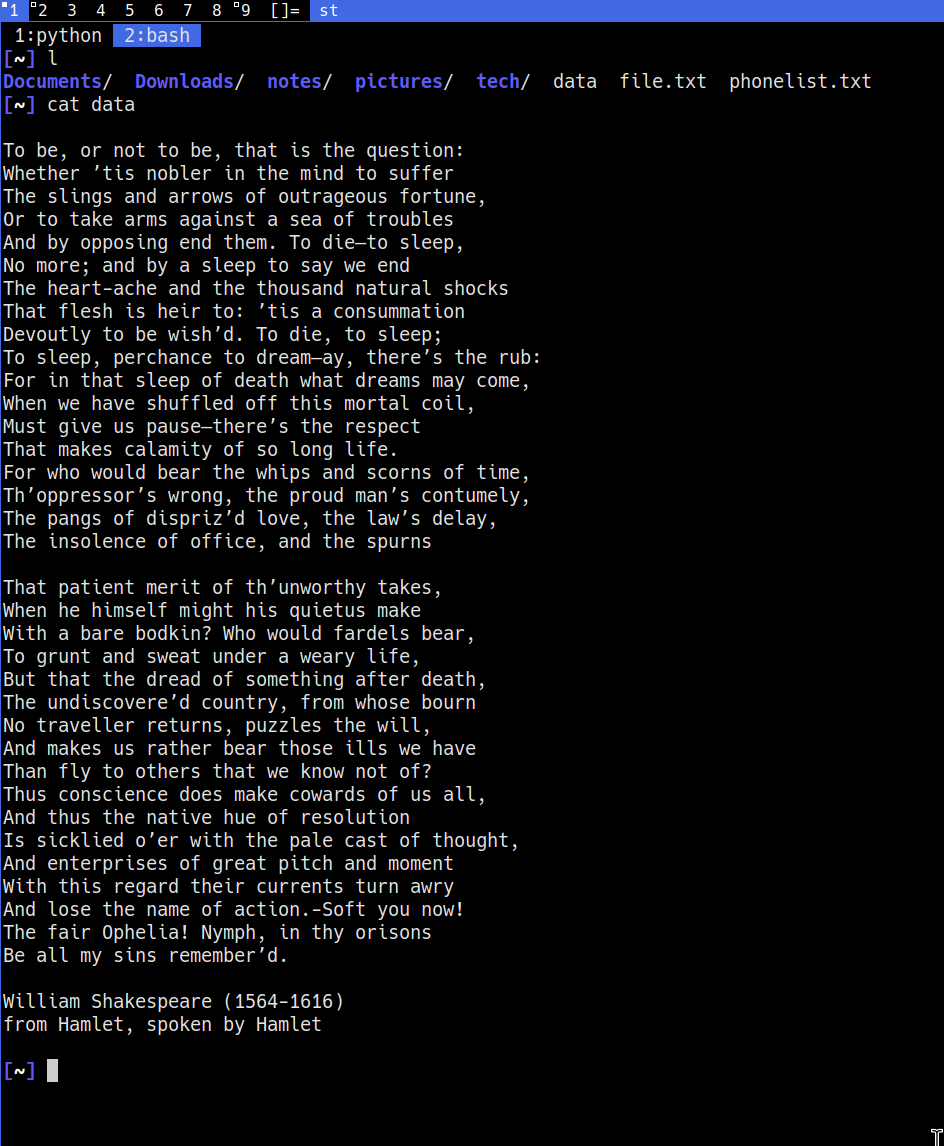 1 2 3 4 5 6 7 8 9 []= st
1:python 2:bash
[~] l
Documents/ Downloads/ notes/ pictures/ tech/ data file.txt phonelist.txt
[~] cat data
To be, or not to be, that is the question:
Whether ’tis nobler in the mind to suffer
The slings and arrows of outrageous fortune,
Or to take arms against a sea of troubles
And by opposing end them. To die—to sleep,
No more; and by a sleep to say we end
The heart-ache and the thousand natural shocks
That flesh is heir to: ’tis a consummation
Devoutly to be wish’d. To die, to sleep;
To sleep, perchance to dream—ay, there’s the rub:
For in that sleep of death what dreams may come,
When we have shuffled off this mortal coil,
Must give us pause—there’s the respect
That makes calamity of so long life.
For who would bear the whips and scorns of time,
Th’oppressor’s wrong, the proud man’s contumely,
The pangs of dispriz’d love, the law’s delay,
The insolence of office, and the spurns
That patient merit of th’unworthy takes,
When he himself might his quietus make
With a bare bodkin? Who would fardels bear,
To grunt and sweat under a weary life,
But that the dread of something after death,
The undiscovere’d country, from whose bourn
No traveller returns, puzzles the will,
And makes us rather bear those ills we have
Than fly to others that we know not of?
Thus conscience does make cowards of us all,
And thus the native hue of resolution
Is sicklied o’er with the pale cast of thought,
And enterprises of great pitch and moment
With this regard their currents turn awry
And lose the name of action.-Soft you now!
The fair Ophelia! Nymph, in thy orisons
Be all my sins remember’d.
William Shakespeare (1564-1616)
from Hamlet, spoken by Hamlet
[~]